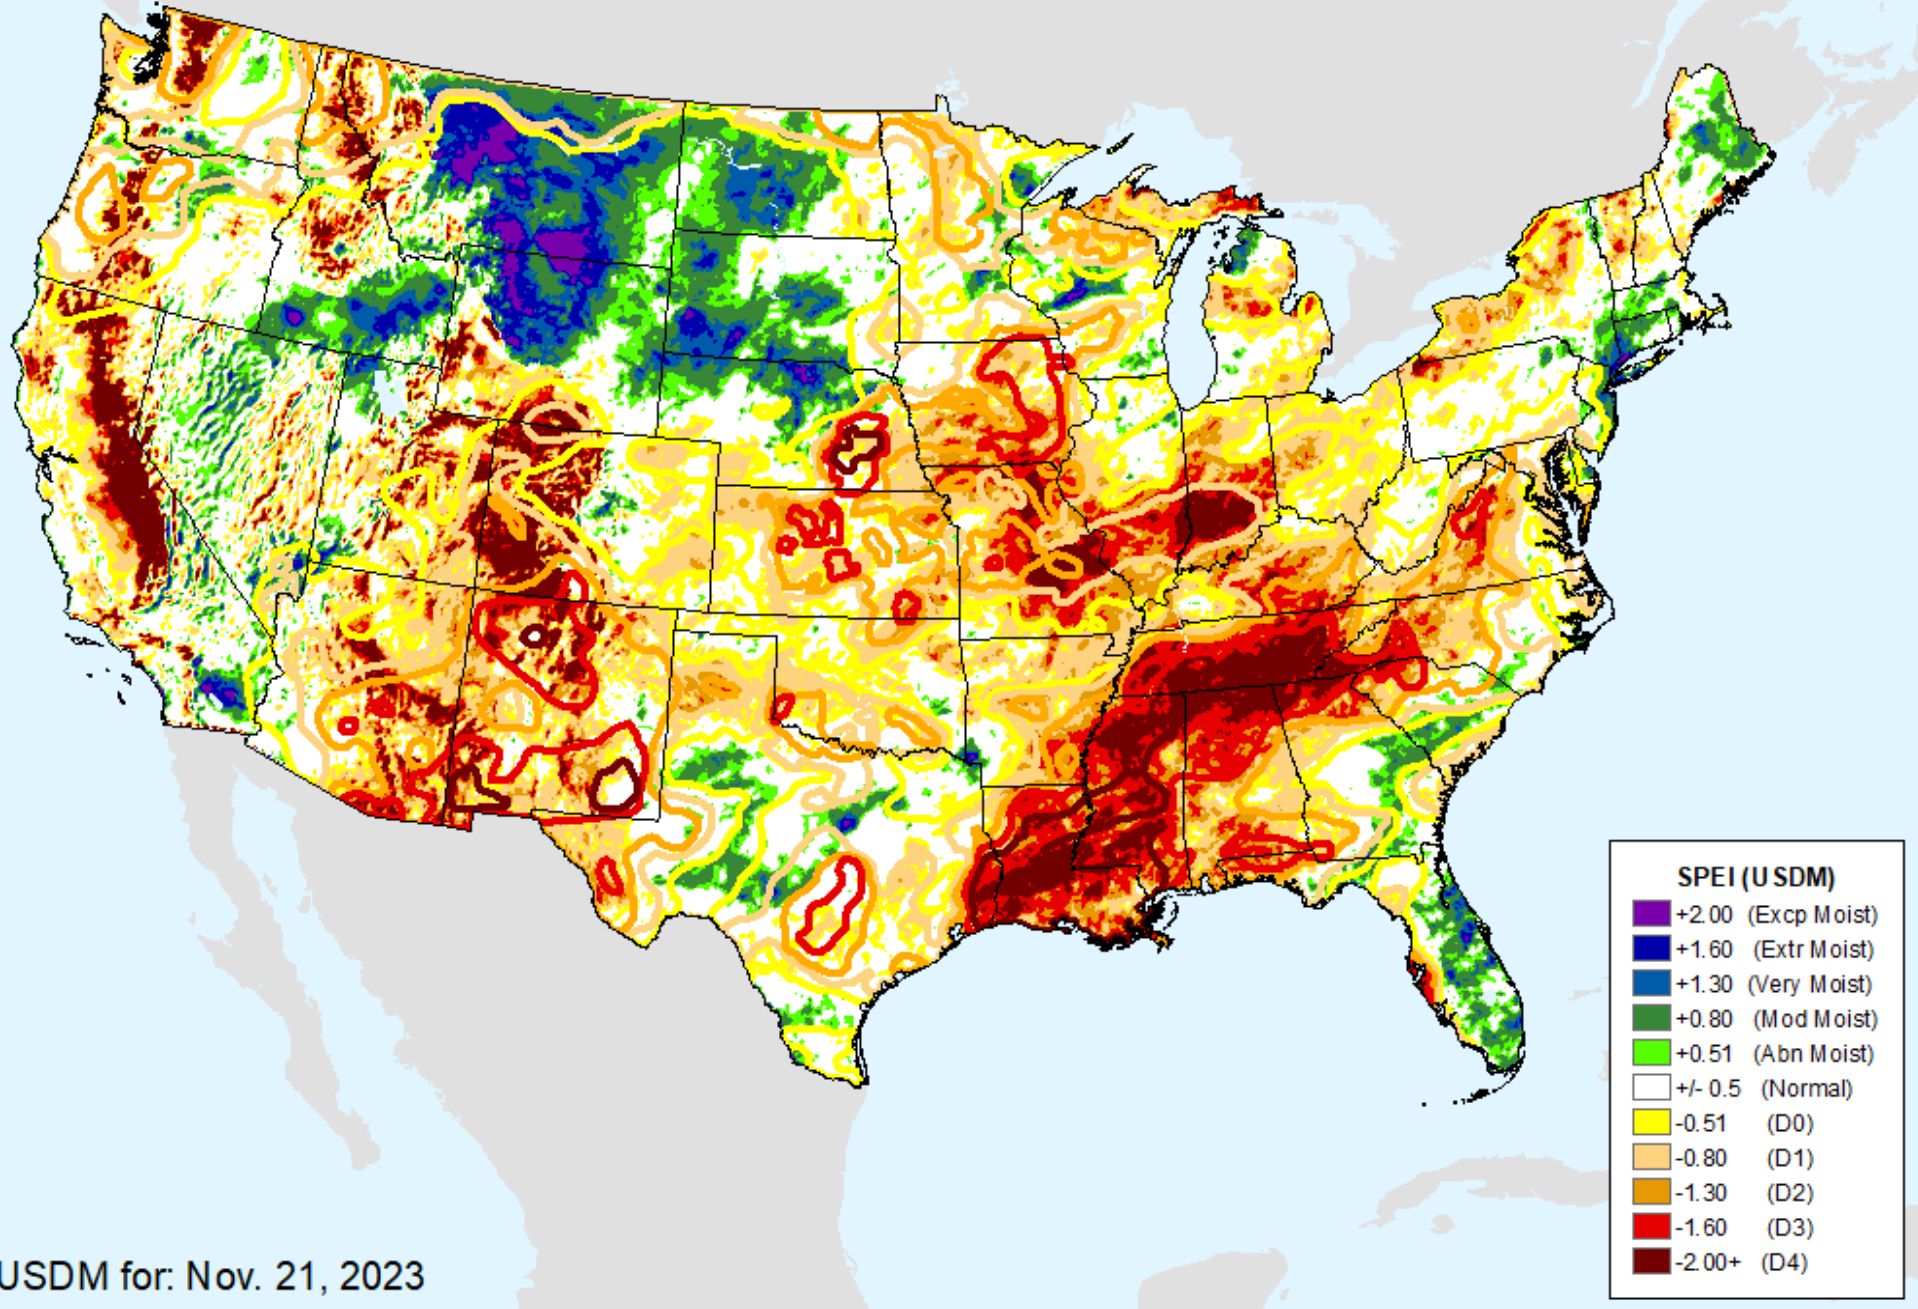 SPEI (USDM)
+2.00 (Excp Moist)
+1.60 (Extr Moist)
+1.30 (Very Moist)
+0.80 (Mod Moist)
+0.51 (Abn Moist)
+/- 0.5 (Normal)
-0.51 (D0)
-0.80 (D1)
-1.30 (D2)
-1.60 (D3)
-2.00+ (D4)
USDM for: Nov. 21, 2023